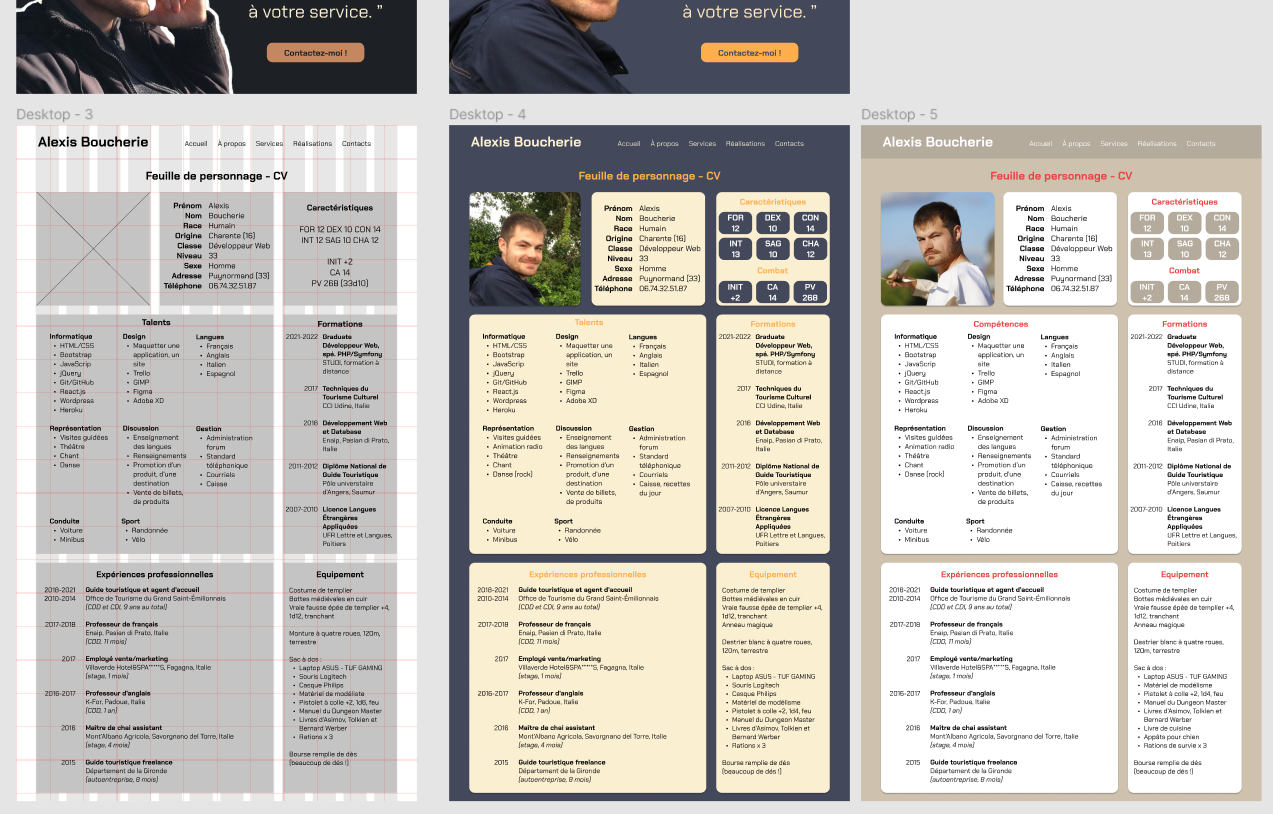 à votre service. ”
Contactez-moi !
à votre service. ”
Contactez-moi !
Desktop - 3
Alexis Boucherie
Accueil À propos Services Réalisations Contacts
Feuille de personnage - CV
Prénom Alexis
Nom Boucherie
Race Humain
Origine Charente (16)
Classe Développeur Web
Niveau 33
Sexe Homme
Adresse Puynormand (33)
Téléphone 06.74.32.51.87
Caractéristiques
FOR 12 DEX 10 CON 14
INT 12 SAG 10 CHA 12
INIT +2
CA 14
PV 268 (33d10)
Talents
Informatique
• HTML/CSS
• Bootstrap
• JavaScrip
• jQuery
• Git/GitHub
• React.js
• Wordpress
• Heroku
Design
• Maquetter une
application, un
site
• Trello
• GIMP
• Figma
• Adobe XD
Langues
• Français
• Anglais
• Italien
• Espagnol
Représentation
• Visites guidées
• Théâtre
• Chant
• Danse
Discussion
• Enseignement
des langues
• Renseignements
• Promotion d'un
produit, d'une
destination
• Vente de billets,
de produits
Gestion
• Administration
forum
• Standard
téléphonique
• Courriels
• Caisse
Conduite
• Voiture
• Minibus
Sport
• Randonnée
• Vélo
Formations
2021-2022 Graduate
Développeur Web,
spé. PHP/Symfony
STUDI, formation à
distance
2017 Techniques du
Tourisme Culturel
CCI Udine, Italie
2016 Développement Web
et Database
Enaip, Pasian di Prato,
Italie
2011-2012 Diplôme National de
Guide Touristique
Pôle universitaire
d'Angers, Saumur
2007-2010 Licence Langues
Étrangères
Appliquées
UFR Lettre et Langues,
Poitiers
Expériences professionnelles
2018-2021 Guide touristique et agent d'accueil
2010-2014 Office de Tourisme du Grand Saint-Émilionnais
(CDD et CDI, 9 ans au total)
2017-2018 Professeur de français
Enaip, Pasian di Prato, Italie
(CDD, 11 mois)
2017 Employé vente/marketing
Villaverde Hotel&SPA*****S, Fagagna, Italie
(stage, 1 mois)
2016-2017 Professeur d'anglais
K-For, Padoue, Italie
(CDD, 1 an)
2016 Maître de chai assistant
Mont'Albano Agricola, Savorgnano del Torre, Italie
(stage, 4 mois)
2015 Guide touristique freelance
Département de la Gironde
(autoentreprise, 8 mois)
Equipement
Costume de templier
Bottes médiévales en cuir
Vraie fausse épée de templier +4,
1d12, tranchant
Monture à quatre roues, 120m,
terrestre
Sac à dos :
• Laptop ASUS - TUF GAMING
• Souris Logitech
• Casque Philips
• Matériel de modéliste
• Pistolet à colle +2, 1d6, feu
• Manuel du Dungeon Master
• Livres d'Asimov, Tolkien et
Bernard Werber
• Rations x 3
Bourse remplie de dés
(beaucoup de dés !)
Desktop - 4
Alexis Boucherie
Accueil À propos Services Réalisations Contacts
Feuille de personnage - CV
Prénom Alexis
Nom Boucherie
Race Humain
Origine Charente (16)
Classe Développeur Web
Niveau 33
Sexe Homme
Adresse Puynormand (33)
Téléphone 06.74.32.51.87
Caractéristiques
FOR DEX CON
12 10 14
INT SAG CHA
13 10 12
Combat
INIT CA PV
+2 14 268
Talents
Informatique
• HTML/CSS
• Bootstrap
• JavaScrip
• jQuery
• Git/GitHub
• React.js
• Wordpress
• Heroku
Design
• Maquetter une
application, un
site
• Trello
• GIMP
• Figma
• Adobe XD
Langues
• Français
• Anglais
• Italien
• Espagnol
Représentation
• Visites guidées
• Animation radio
• Théâtre
• Chant
• Danse (rock)
Discussion
• Enseignement
des langues
• Renseignements
• Promotion d'un
produit, d'une
destination
• Vente de billets,
de produits
Gestion
• Administration
forum
• Standard
téléphonique
• Courriels
• Caisse, recettes
du jour
Conduite
• Voiture
• Minibus
Sport
• Randonnée
• Vélo
Formations
2021-2022 Graduate
Développeur Web,
spé. PHP/Symfony
STUDI, formation à
distance
2017 Techniques du
Tourisme Culturel
CCI Udine, Italie
2016 Développement Web
et Database
Enaip, Pasian di Prato,
Italie
2011-2012 Diplôme National de
Guide Touristique
Pôle universitaire
d'Angers, Saumur
2007-2010 Licence Langues
Étrangères
Appliquées
UFR Lettre et Langues,
Poitiers
Expériences professionnelles
2018-2021 Guide touristique et agent d'accueil
2010-2014 Office de Tourisme du Grand Saint-Émilionnais
(CDD et CDI, 9 ans au total)
2017-2018 Professeur de français
Enaip, Pasian di Prato, Italie
(CDD, 11 mois)
2017 Employé vente/marketing
Villaverde Hotel&SPA*****S, Fagagna, Italie
(stage, 1 mois)
2016-2017 Professeur d'anglais
K-For, Padoue, Italie
(CDD, 1 an)
2016 Maître de chai assistant
Mont'Albano Agricola, Savorgnano del Torre, Italie
(stage, 4 mois)
2015 Guide touristique freelance
Département de la Gironde
(autoentreprise, 8 mois)
Equipement
Costume de templier
Bottes médiévales en cuir
Vraie fausse épée de templier +4,
1d12, tranchant
Anneau magique
Destrier blanc à quatre roues,
120m, terrestre
Sac à dos :
• Laptop ASUS - TUF GAMING
• Souris Logitech
• Casque Philips
• Matériel de modélisme
• Pistolet à colle +2, 1d4, feu
• Manuel du Dungeon Master
• Livres d'Asimov, Tolkien et
Bernard Werber
• Rations x 3
Bourse remplie de dés
(beaucoup de dés !)
Desktop - 5
Alexis Boucherie
Accueil À propos Services Réalisations Contacts
Feuille de personnage - CV
Prénom Alexis
Nom Boucherie
Race Humain
Origine Charente (16)
Classe Développeur Web
Niveau 33
Sexe Homme
Adresse Puynormand (33)
Téléphone 06.74.32.51.87
Caractéristiques
FOR DEX CON
12 10 14
INT SAG CHA
13 10 12
Combat
INIT CA PV
+2 14 268
Compétences
Informatique
• HTML/CSS
• Bootstrap
• JavaScrip
• jQuery
• Git/GitHub
• React.js
• Wordpress
• Heroku
Design
• Maquetter une
application, un
site
• Trello
• GIMP
• Figma
• Adobe XD
Langues
• Français
• Anglais
• Italien
• Espagnol
Représentation
• Visites guidées
• Animation radio
• Théâtre
• Chant
• Danse (rock)
Discussion
• Enseignement
des langues
• Renseignements
• Promotion d'un
produit, d'une
destination
• Vente de billets,
de produits
Gestion
• Administration
forum
• Standard
téléphonique
• Courriels
• Caisse, recettes
du jour
Conduite
• Voiture
• Minibus
Sport
• Randonnée
• Vélo
Formations
2021-2022 Graduate
Développeur Web,
spé. PHP/Symfony
STUDI, formation à
distance
2017 Techniques du
Tourisme Culturel
CCI Udine, Italie
2016 Développement Web
et Database
Enaip, Pasian di Prato,
Italie
2011-2012 Diplôme National de
Guide Touristique
Pôle universitaire
d'Angers, Saumur
2007-2010 Licence Langues
Étrangères
Appliquées
UFR Lettre et Langues,
Poitiers
Expériences professionnelles
2018-2021 Guide touristique et agent d'accueil
2010-2014 Office de Tourisme du Grand Saint-Émilionnais
(CDD et CDI, 9 ans au total)
2017-2018 Professeur de français
Enaip, Pasian di Prato, Italie
(CDD, 11 mois)
2017 Employé vente/marketing
Villaverde Hotel&SPA*****S, Fagagna, Italie
(stage, 1 mois)
2016-2017 Professeur d'anglais
K-For, Padoue, Italie
(CDD, 1 an)
2016 Maître de chai assistant
Mont'Albano Agricola, Savorgnano del Torre, Italie
(stage, 4 mois)
2015 Guide touristique freelance
Département de la Gironde
(autoentreprise, 8 mois)
Equipement
Costume de templier
Bottes médiévales en cuir
Vraie fausse épée de templier +4,
1d12, tranchant
Anneau magique
Destrier blanc à quatre roues,
120m, terrestre
Sac à dos :
• Laptop ASUS - TUF GAMING
• Matériel de modélisme
• Pistolet à colle +2, 1d4, feu
• Manuel du Dungeon Master
• Livres d'Asimov, Tolkien et
Bernard Werber
• Livre de cuisine
• Appâts pour chien
• Rations de survie x 3
Bourse remplie de dés
(beaucoup de dés !)